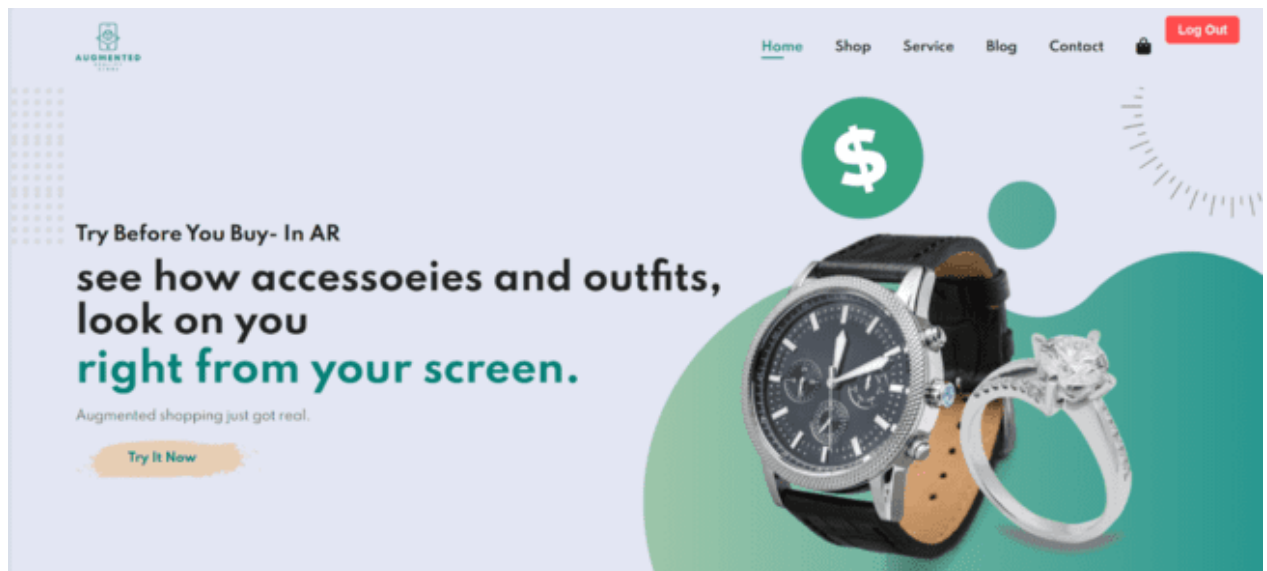 AUGMENTED
Home Shop Service Blog Contact Log Out
$
Try Before You Buy- In AR
see how accessoeies and outfits,
look on you
right from your screen.
Augmented shopping just got real.
Try It Now